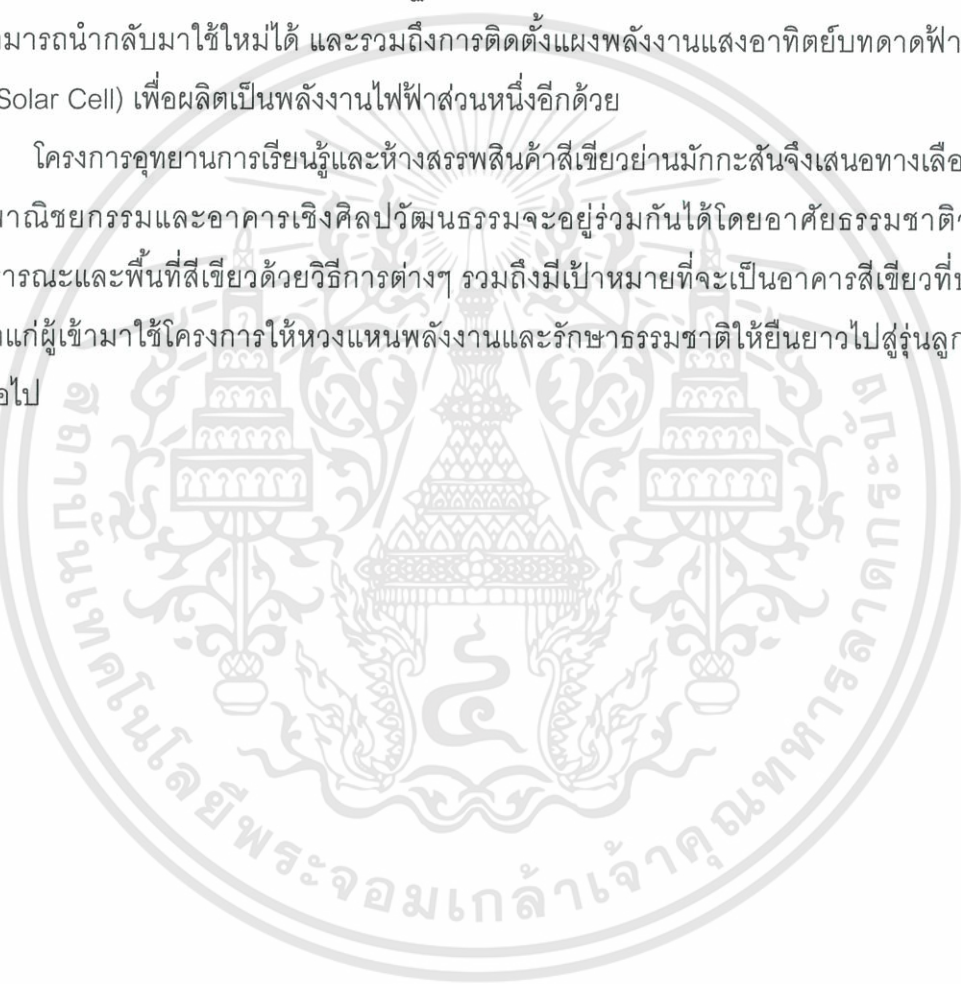 ามารถนำกลับมาใช้ใหม่ได้ และรวมถึงการติดตั้งแผงพลังงานแสงอาทิตย์บทดาดฟ้า
Solar Cell) เพื่อผลิตเป็นพลังงานไฟฟ้าส่วนหนึ่งอีกด้วย
โครงการอุทยานการเรียนรู้และห้างสรรพสินค้าสีเขียวย่านมักกะสันจึงเสนอทางเลือ
พาณิชยกรรมและอาคารเชิงศิลปวัฒนธรรมจะอยู่ร่วมกันได้โดยอาศัยธรรมชาติ
ารณะและพื้นที่สีเขียวด้วยวิธีการต่างๆ รวมถึงมีเป้าหมายที่จะเป็นอาคารสีเขียวที่
แก่ผู้เข้ามาใช้โครงการให้หวงแหนพลังงานและรักษาธรรมชาติให้ยืนยาวไปสู่รุ่นลูก
อไป
สถาบันเทคโนโลยีพระจอมเกล้าเจ้าคุณทหารลาดกระบัง